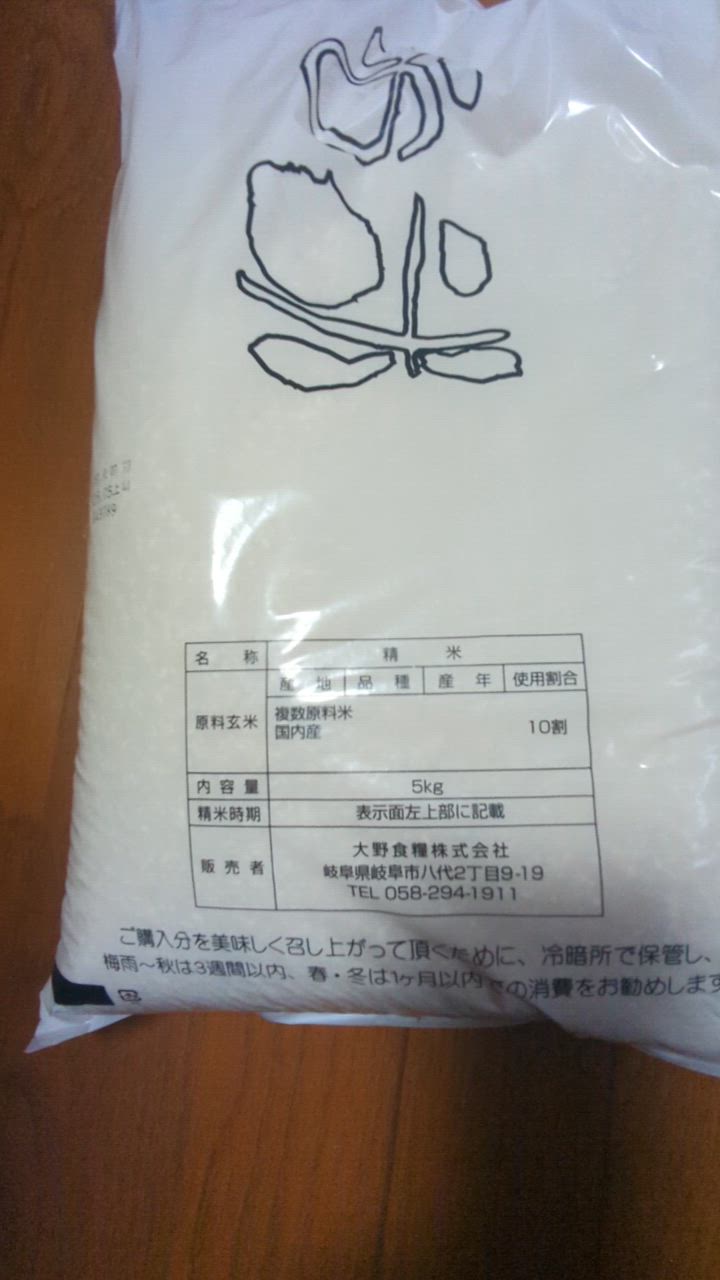 お
米
名称 精米
原料玄米 産地 品種 産年 使用割合
複数原料米
国内産 10割
内容量 5kg
精米時期 表示面左上部に記載
販売者 大野食糧株式会社
岐阜県岐阜市八代2丁目9-19
TEL 058-294-1911
ご購入分を美味しく召し上がって頂くために、冷暗所で保管し、
梅雨～秋は3週間以内、春・冬は1ヶ月以内での消費をお勧めします